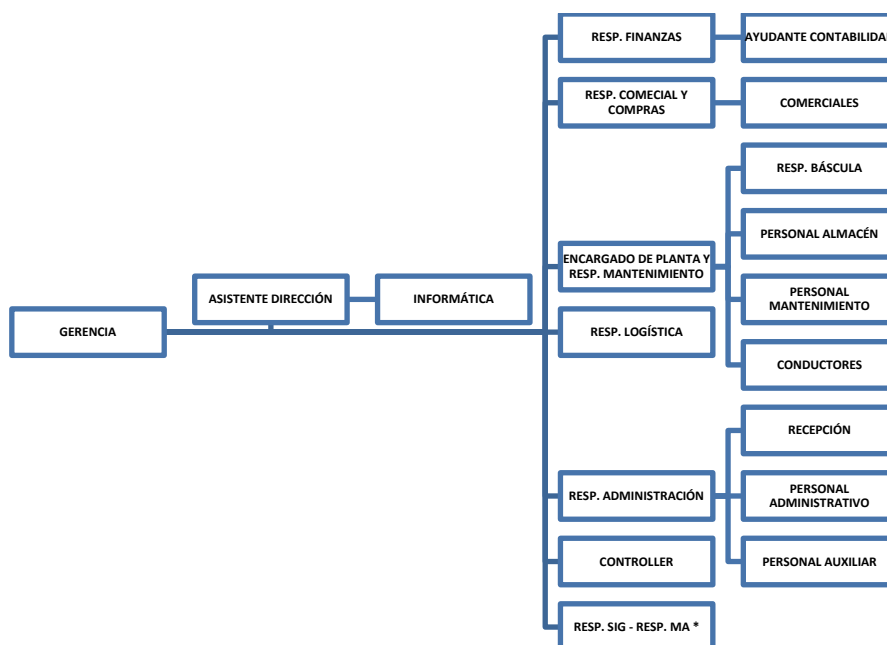 RESP. FINANZAS
AYUDANTE CONTABILIDA
RESP. COMECIAL Y
COMPRAS
COMERCIALES
RESP. BÁSCULA
PERSONAL ALMACÉN
ENCARGADO DE PLANTA Y
RESP. MANTENIMIENTO
PERSONAL
MANTENIMIENTO
ASISTENTE DIRECCIÓN
INFORMÁTICA
GERENCIA
RESP. LOGÍSTICA
CONDUCTORES
RECEPCIÓN
RESP. ADMINISTRACIÓN
PERSONAL
ADMINISTRATIVO
CONTROLLER
PERSONAL AUXILIAR
RESP. SIG - RESP. MA *